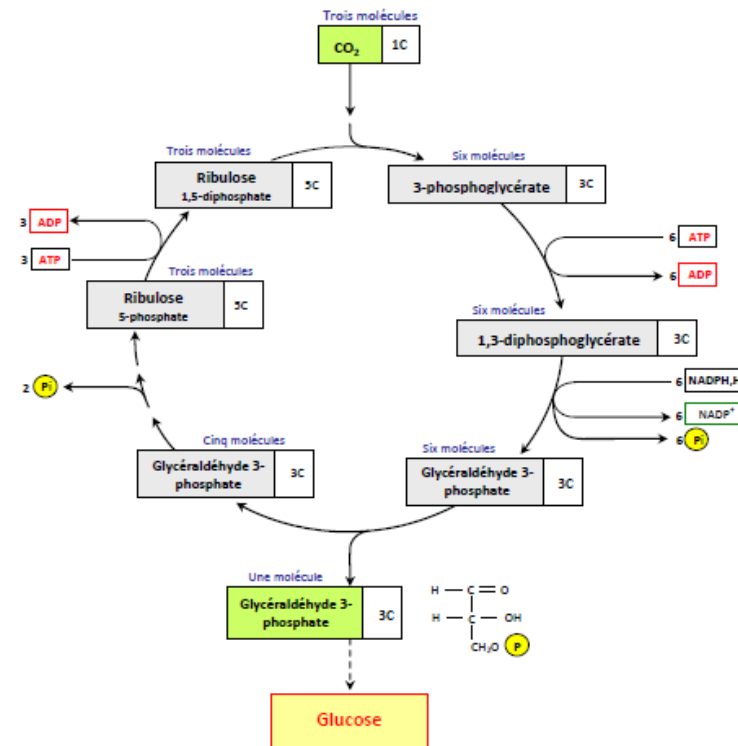 Trois molécules
CO₂ 1C
Trois molécules
Ribulose
1,5-diphosphate
5C
Six molécules
3-phosphoglycérate 3C
3 ADP
3 ATP
6 ATP
6 ADP
Trois molécules
Ribulose
5-phosphate
5C
Six molécules
1,3-diphosphoglycérate 3C
2 Pi
6 NADPH,H
6 NADP⁺
6 Pi
Cinq molécules
Glycéraldéhyde 3-
phosphate
3C
Six molécules
Glycéraldéhyde 3-
phosphate
3C
Une molécule
Glycéraldéhyde 3-
phosphate
3C
H C O
H C OH
CH₂O P
Glucose